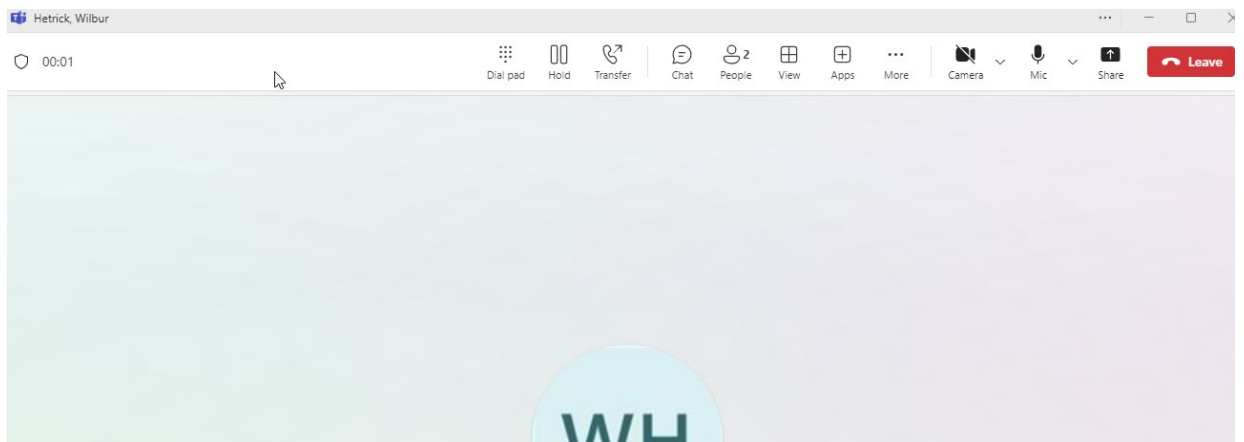 Hetrick, Wilbur
00:01
Dial pad
Hold
Transfer
Chat
2
People
View
Apps
More
Camera
Mic
Share
Leave
WH